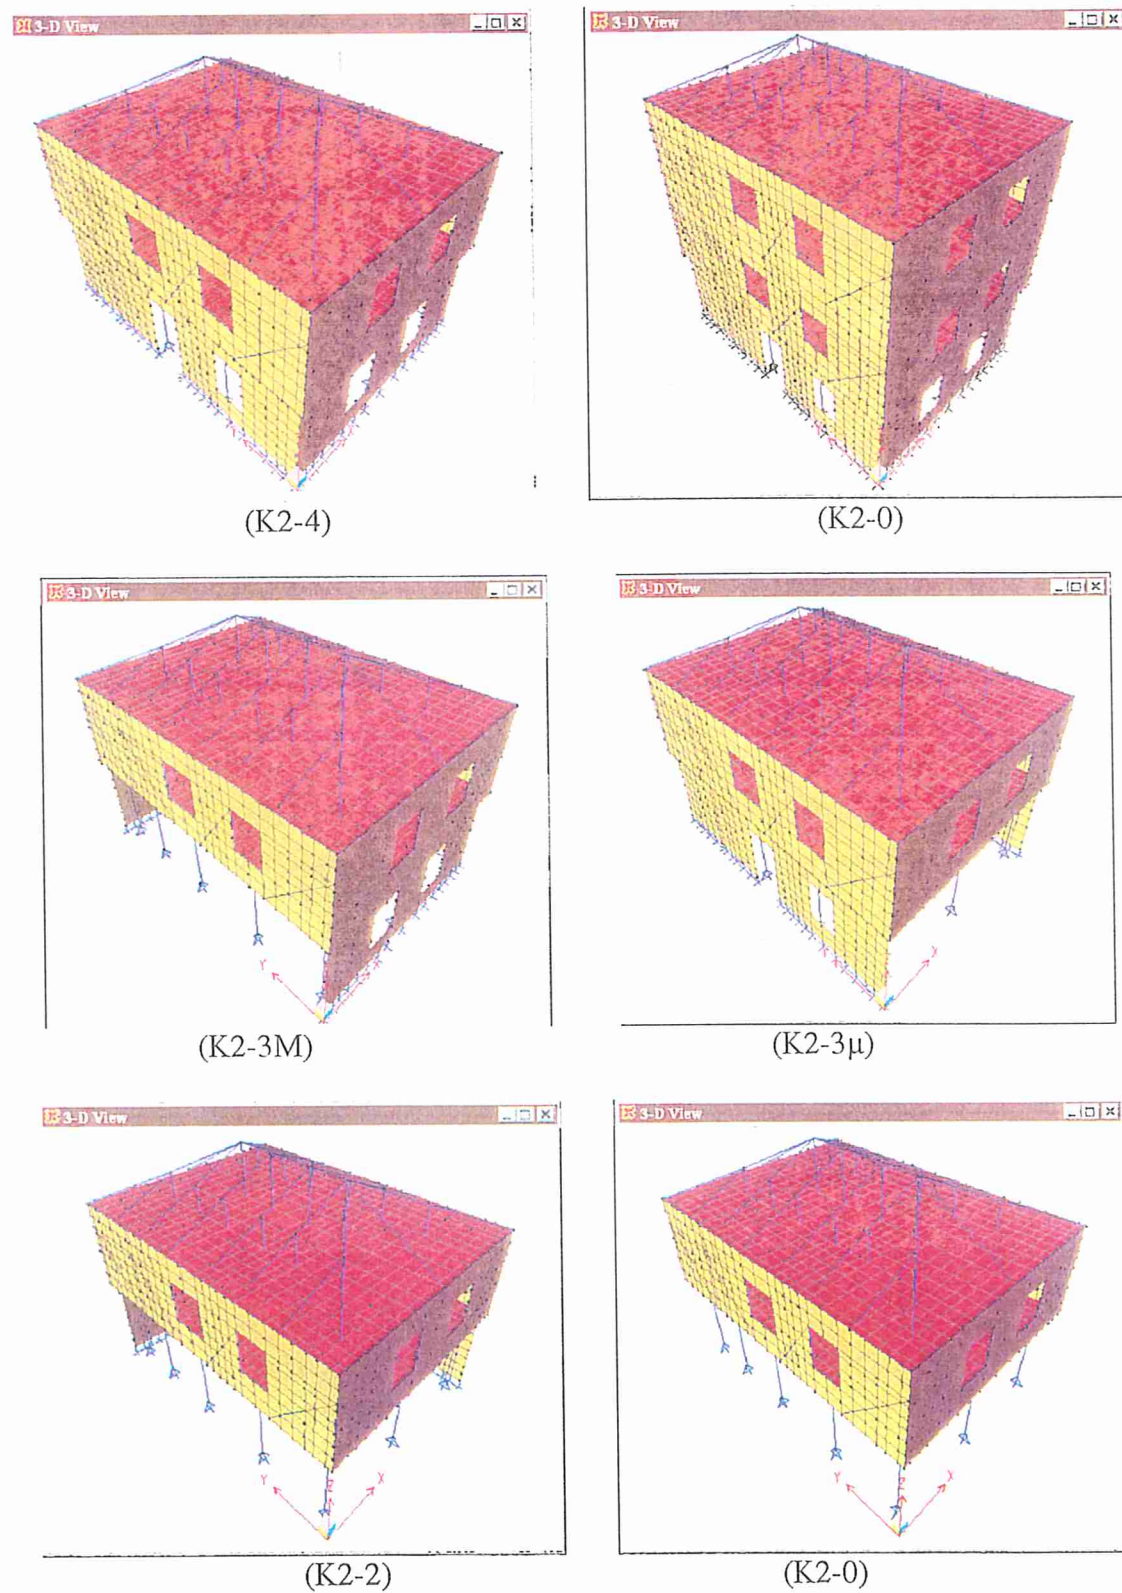 3-D View
3-D View
(K2-4)
(K2-0)
3-D View
3-D View
Y
X
(K2-3M)
(K2-3μ)
3-D View
3-D View
Y
Z
X
Y
Z
X
(K2-2)
(K2-0)